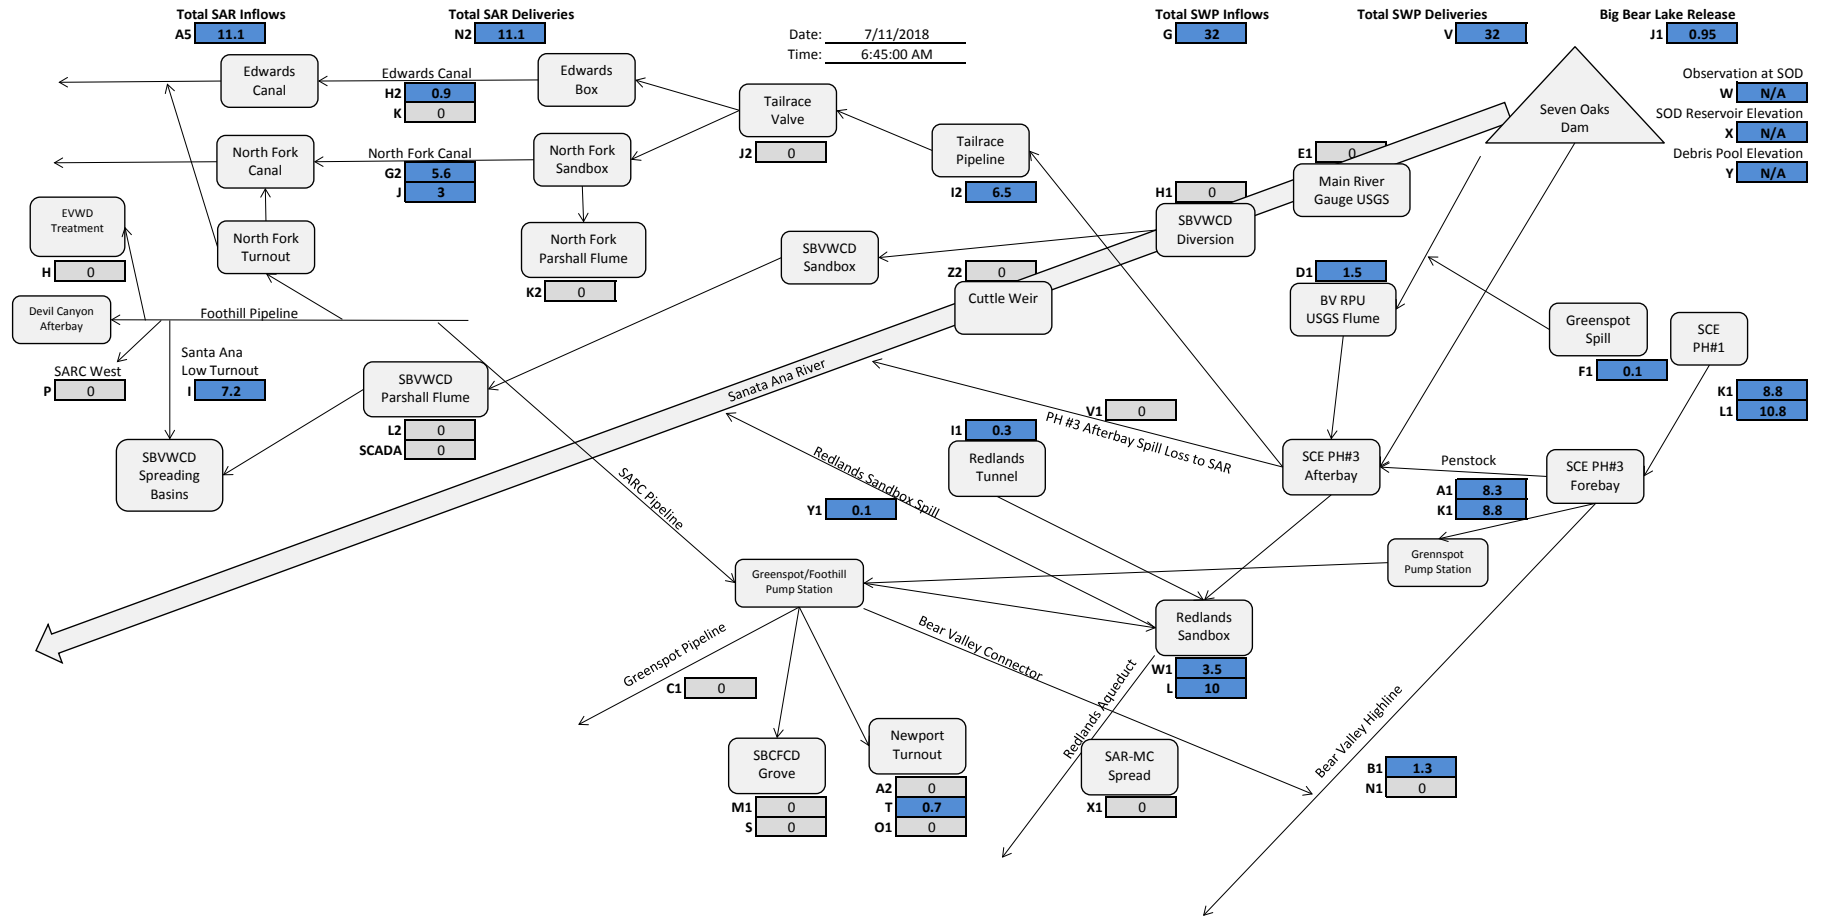 Total SAR Inflows
A5 11.1
Total SAR Deliveries
N2 11.1
Date: 7/11/2018
Time: 6:45:00 AM
Total SWP Inflows
G 32
Total SWP Deliveries
V 32
Big Bear Lake Release
J1 0.95
Observation at SOD
W N/A
SOD Reservoir Elevation
X N/A
Debris Pool Elevation
Y N/A
Seven Oaks
Dam
Edwards
Canal
Edwards Canal
H2 0.9
K 0
Edwards
Box
Tailrace
Valve
J2 0
Tailrace
Pipeline
I2 6.5
North Fork
Canal
North Fork Canal
G2 5.6
J 3
North Fork
Sandbox
North Fork
Parshall Flume
K2 0
E1 0
Main River
Gauge USGS
H1 0
SBVWCD
Diversion
SBVWCD
Sandbox
Z2 0
Cuttle Weir
EVWD
Treatment
H 0
North Fork
Turnout
Devil Canyon
Afterbay
Foothill Pipeline
SARC West
P 0
Santa Ana
Low Turnout
I 7.2
SBVWCD
Parshall Flume
L2 0
SCADA 0
SBVWCD
Spreading
Basins
Sanata Ana River
D1 1.5
BV RPU
USGS Flume
Greenspot
Spill
F1 0.1
SCE
PH#1
K1 8.8
L1 10.8
V1 0
PH #3 Afterbay Spill Loss to SAR
I1 0.3
Redlands
Tunnel
Redlands Sandbox Spill
Y1 0.1
SARC Pipeline
SCE PH#3
Afterbay
Penstock
A1 8.3
K1 8.8
SCE PH#3
Forebay
Grennspot
Pump Station
Greenspot/Foothill
Pump Station
Redlands
Sandbox
W1 3.5
L 10
Greenspot Pipeline
C1 0
Bear Valley Connector
Redlands Aqueduct
Bear Valley Highline
SBCFCD
Grove
M1 0
S 0
Newport
Turnout
A2 0
T 0.7
O1 0
SAR-MC
Spread
X1 0
B1 1.3
N1 0